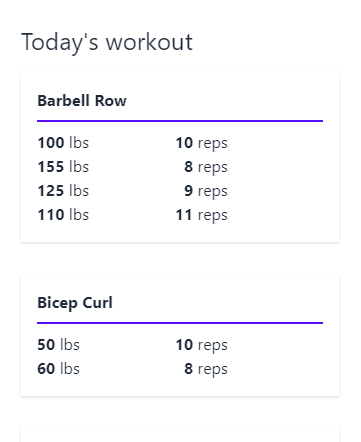 Today's workout
Barbell Row
100 lbs 10 reps
155 lbs 8 reps
125 lbs 9 reps
110 lbs 11 reps
Bicep Curl
50 lbs 10 reps
60 lbs 8 reps